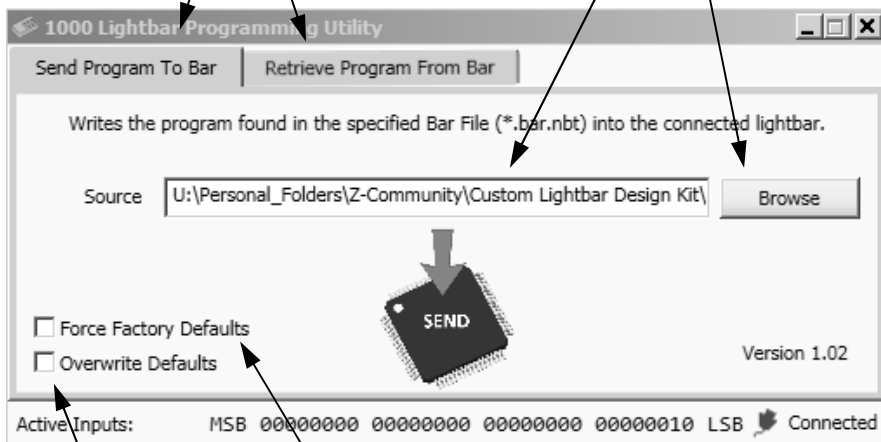 1000 Lightbar Programming Utility
Send Program To Bar
Retrieve Program From Bar
Writes the program found in the specified Bar File (*.bar.nbt) into the connected lightbar.
Source
U:\Personal_Folders\Z-Community\Custom Lightbar Design Kit\
Browse
SEND
Force Factory Defaults
Overwrite Defaults
Version 1.02
Active Inputs: MSB 00000000 00000000 00000000 00000010 LSB Connected